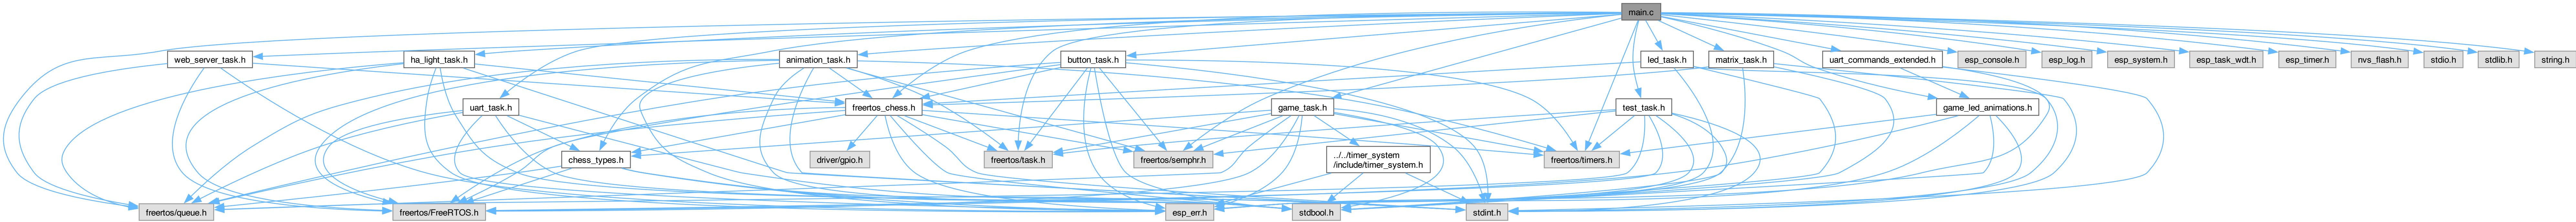 main.c
web_server_task.h
ha_light_task.h
animation_task.h
button_task.h
led_task.h
matrix_task.h
uart_commands_extended.h
esp_console.h
esp_log.h
esp_system.h
esp_task_wdt.h
esp_timer.h
nvs_flash.h
stdio.h
stdlib.h
string.h
uart_task.h
freertos_chess.h
game_task.h
test_task.h
game_led_animations.h
chess_types.h
driver/gpio.h
freertos/task.h
freertos/semphr.h
../../timer_system
/include/timer_system.h
freertos/timers.h
freertos/queue.h
freertos/FreeRTOS.h
esp_err.h
stdbool.h
stdint.h